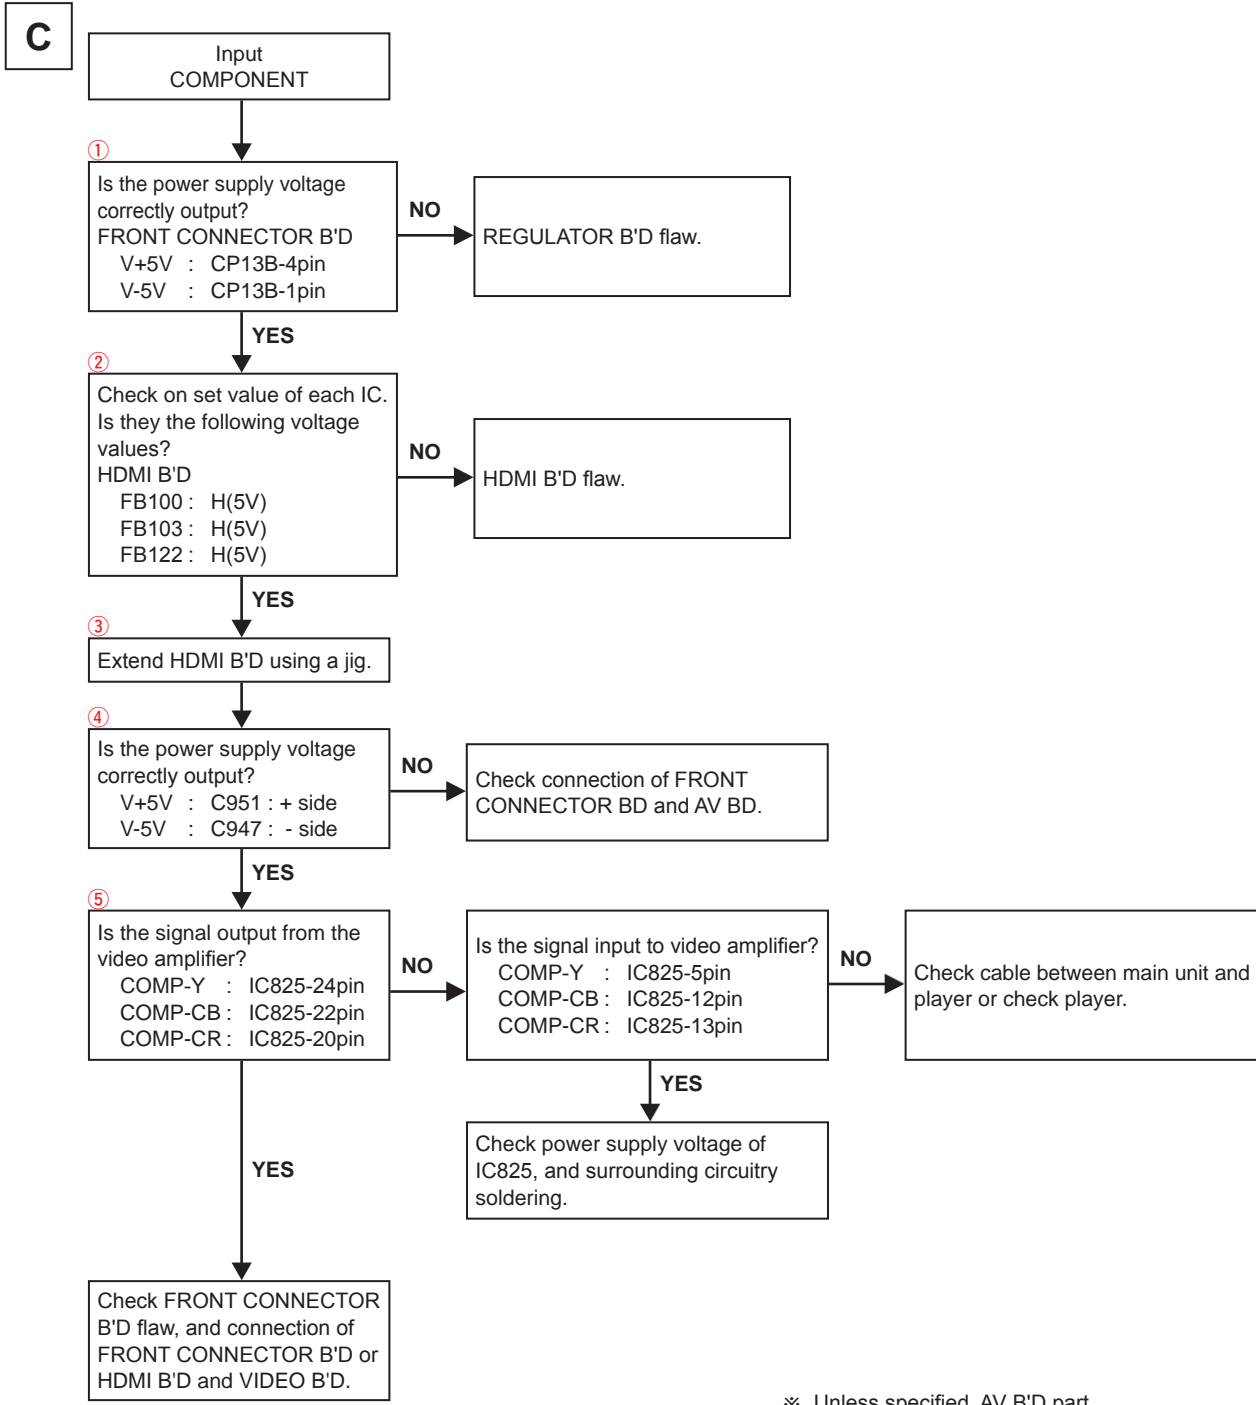 C
Input
COMPONENT
①
Is the power supply voltage
correctly output?
FRONT CONNECTOR B'D
V+5V : CP13B-4pin
V-5V : CP13B-1pin
NO
REGULATOR B'D flaw.
YES
②
Check on set value of each IC.
Is they the following voltage
values?
HDMI B'D
FB100 : H(5V)
FB103 : H(5V)
FB122 : H(5V)
NO
HDMI B'D flaw.
YES
③
Extend HDMI B'D using a jig.
④
Is the power supply voltage
correctly output?
V+5V : C951 : + side
V-5V : C947 : - side
NO
Check connection of FRONT
CONNECTOR BD and AV BD.
YES
⑤
Is the signal output from the
video amplifier?
COMP-Y : IC825-24pin
COMP-CB : IC825-22pin
COMP-CR : IC825-20pin
NO
Is the signal input to video amplifier?
COMP-Y : IC825-5pin
COMP-CB : IC825-12pin
COMP-CR : IC825-13pin
NO
Check cable between main unit and
player or check player.
YES
Check power supply voltage of
IC825, and surrounding circuitry
soldering.
YES
Check FRONT CONNECTOR
B'D flaw, and connection of
FRONT CONNECTOR B'D or
HDMI B'D and VIDEO B'D.
※ Unless specified, AV B'D part